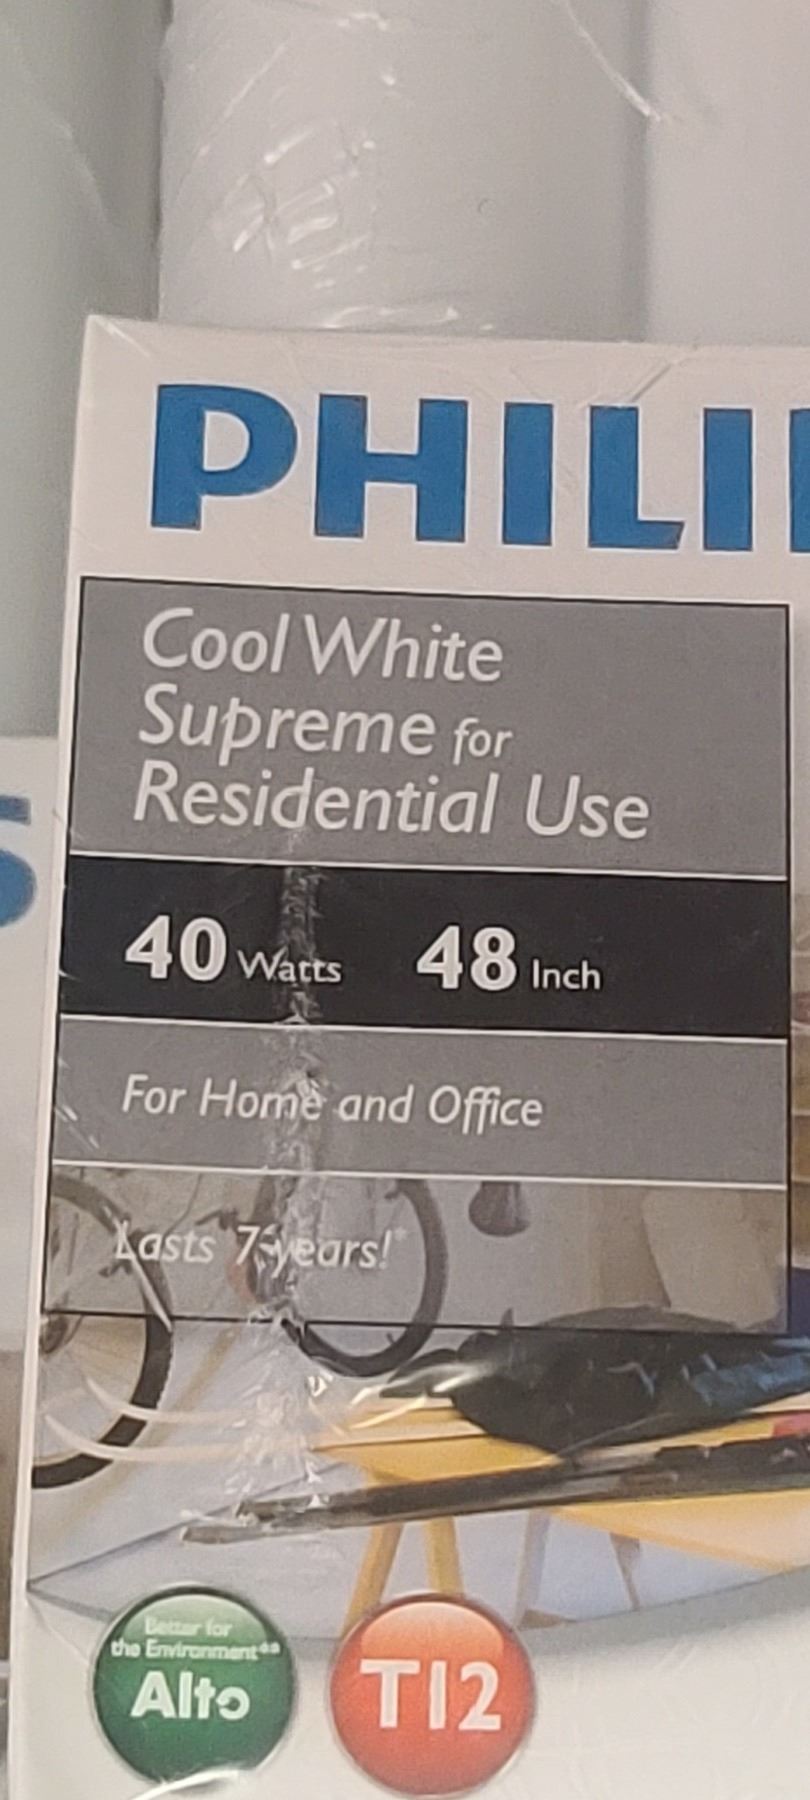 PHILI
Cool White
Supreme for
Residential Use
40 Watts 48 Inch
For Home and Office
Lasts 7 years!*
Better for
the Environment**
Alto
T12
S